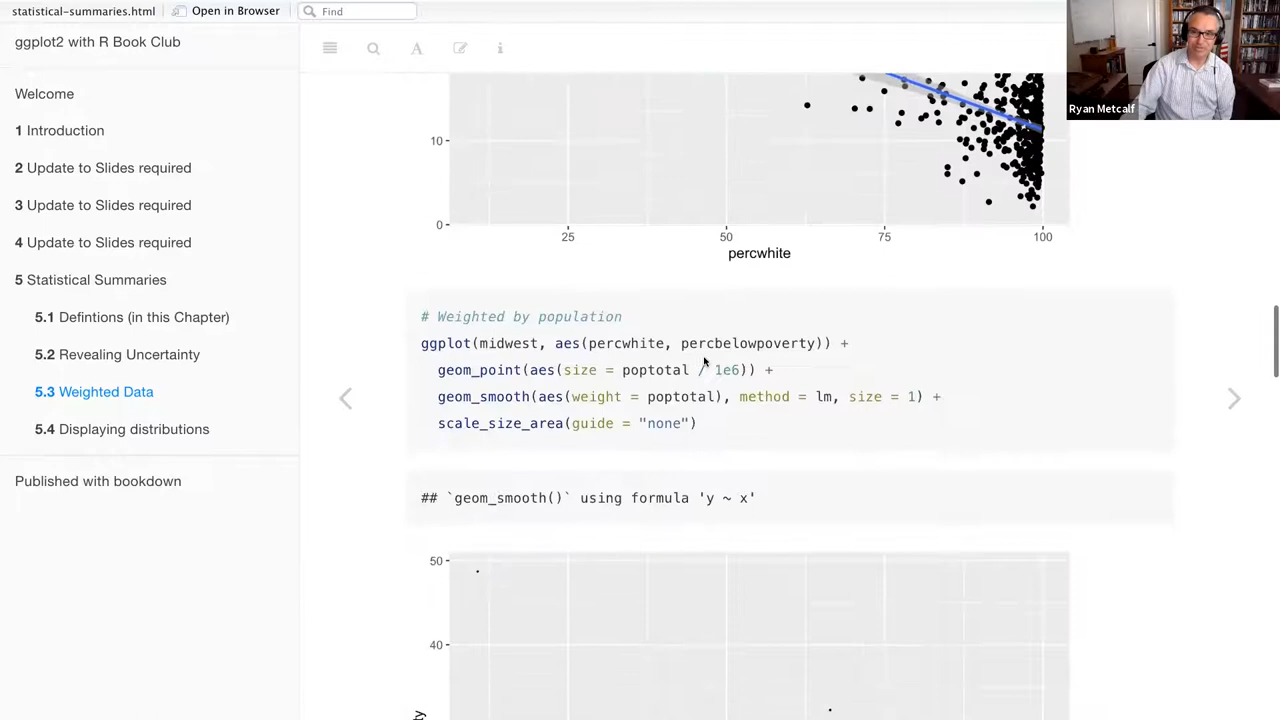 statistical-summaries.html
Open in Browser
Find
ggplot2 with R Book Club
Welcome
1 Introduction
2 Update to Slides required
3 Update to Slides required
4 Update to Slides required
5 Statistical Summaries
5.1 Defintions (in this Chapter)
5.2 Revealing Uncertainty
5.3 Weighted Data
5.4 Displaying distributions
Published with bookdown
Ryan Metcalf
10
0
25 50 75 100
percwhite
# Weighted by population
ggplot(midwest, aes(percwhite, percbelowpoverty)) +
geom_point(aes(size = poptotal / 1e6)) +
geom_smooth(aes(weight = poptotal), method = lm, size = 1) +
scale_size_area(guide = "none")
## `geom_smooth()` using formula 'y ~ x'
50
40
ty